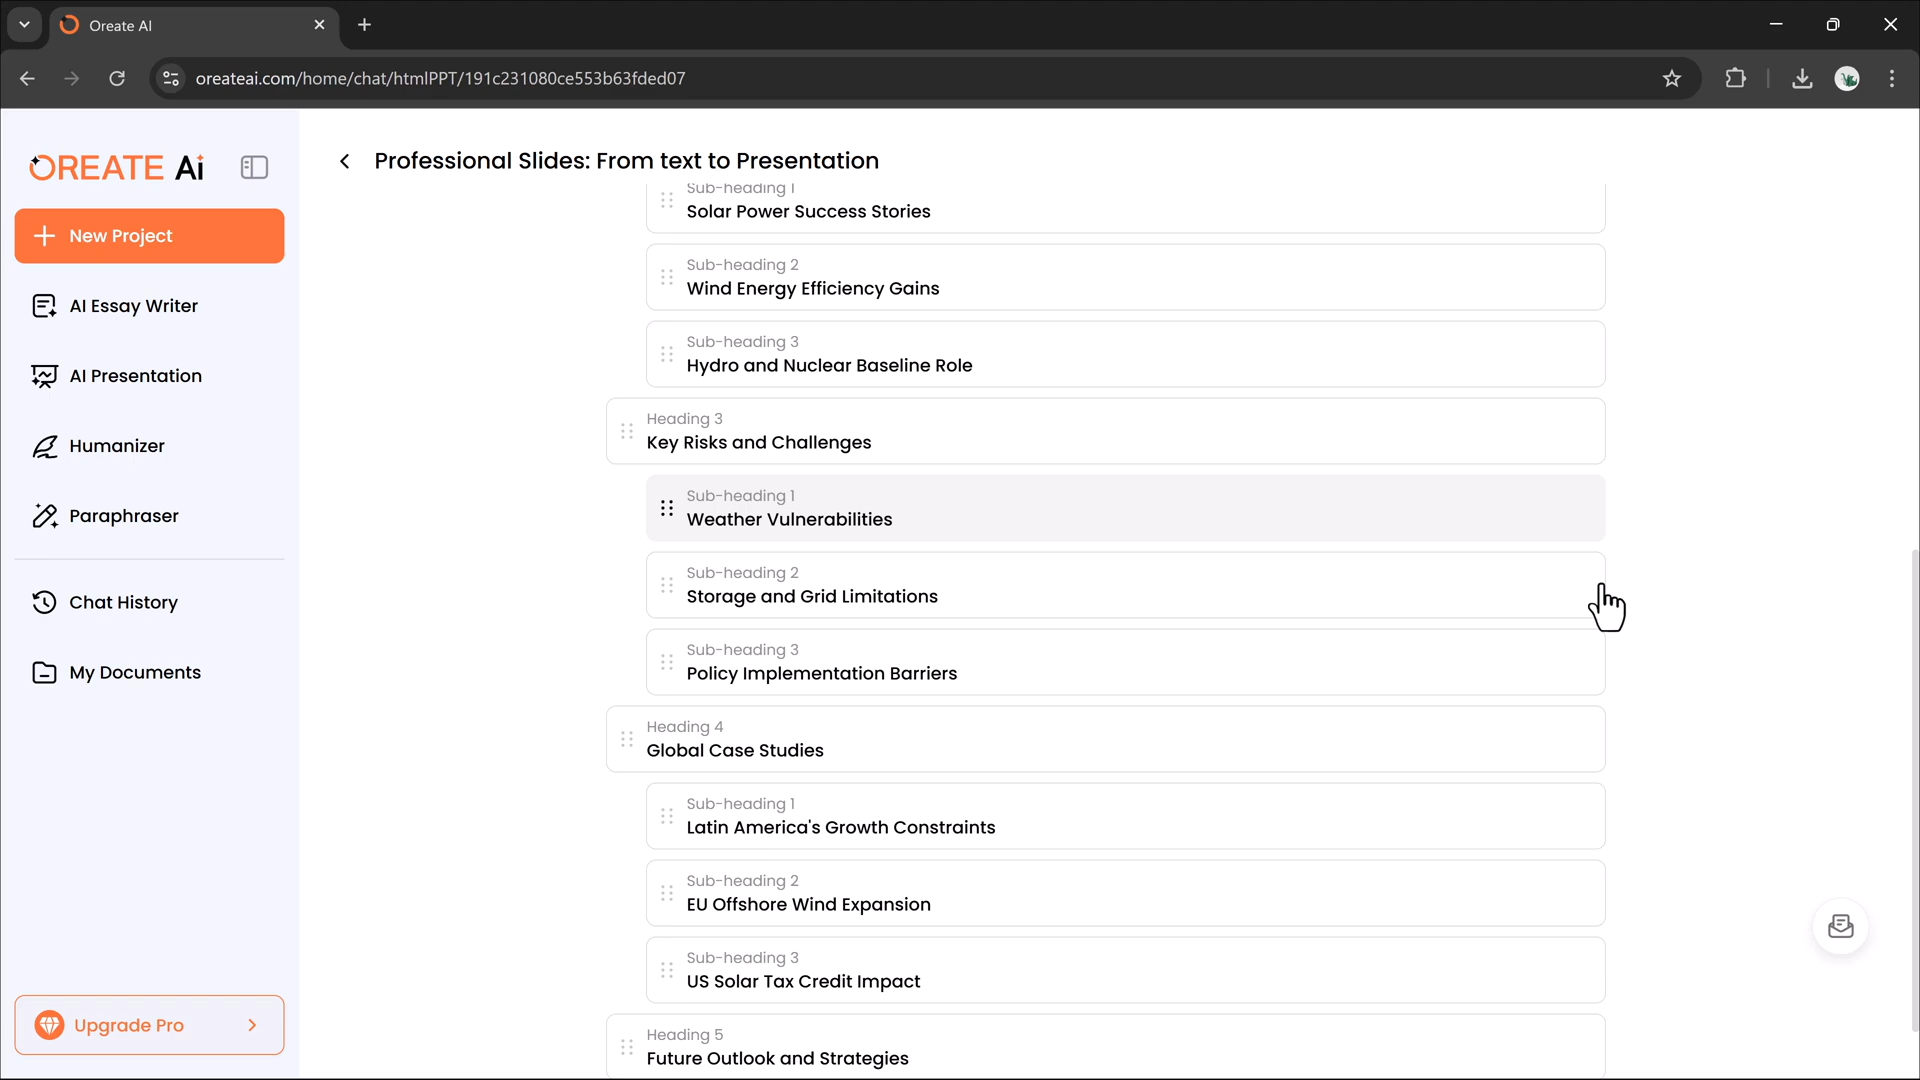 Oreate AI
oreateai.com/home/chat/htmlPPT/191c231080ce553b63fded07
OREATE Ai
New Project
AI Essay Writer
AI Presentation
Humanizer
Paraphraser
Chat History
My Documents
Upgrade Pro
Professional Slides: From text to Presentation
Sub-heading 1
Solar Power Success Stories
Sub-heading 2
Wind Energy Efficiency Gains
Sub-heading 3
Hydro and Nuclear Baseline Role
Heading 3
Key Risks and Challenges
Sub-heading 1
Weather Vulnerabilities
Sub-heading 2
Storage and Grid Limitations
Sub-heading 3
Policy Implementation Barriers
Heading 4
Global Case Studies
Sub-heading 1
Latin America's Growth Constraints
Sub-heading 2
EU Offshore Wind Expansion
Sub-heading 3
US Solar Tax Credit Impact
Heading 5
Future Outlook and Strategies